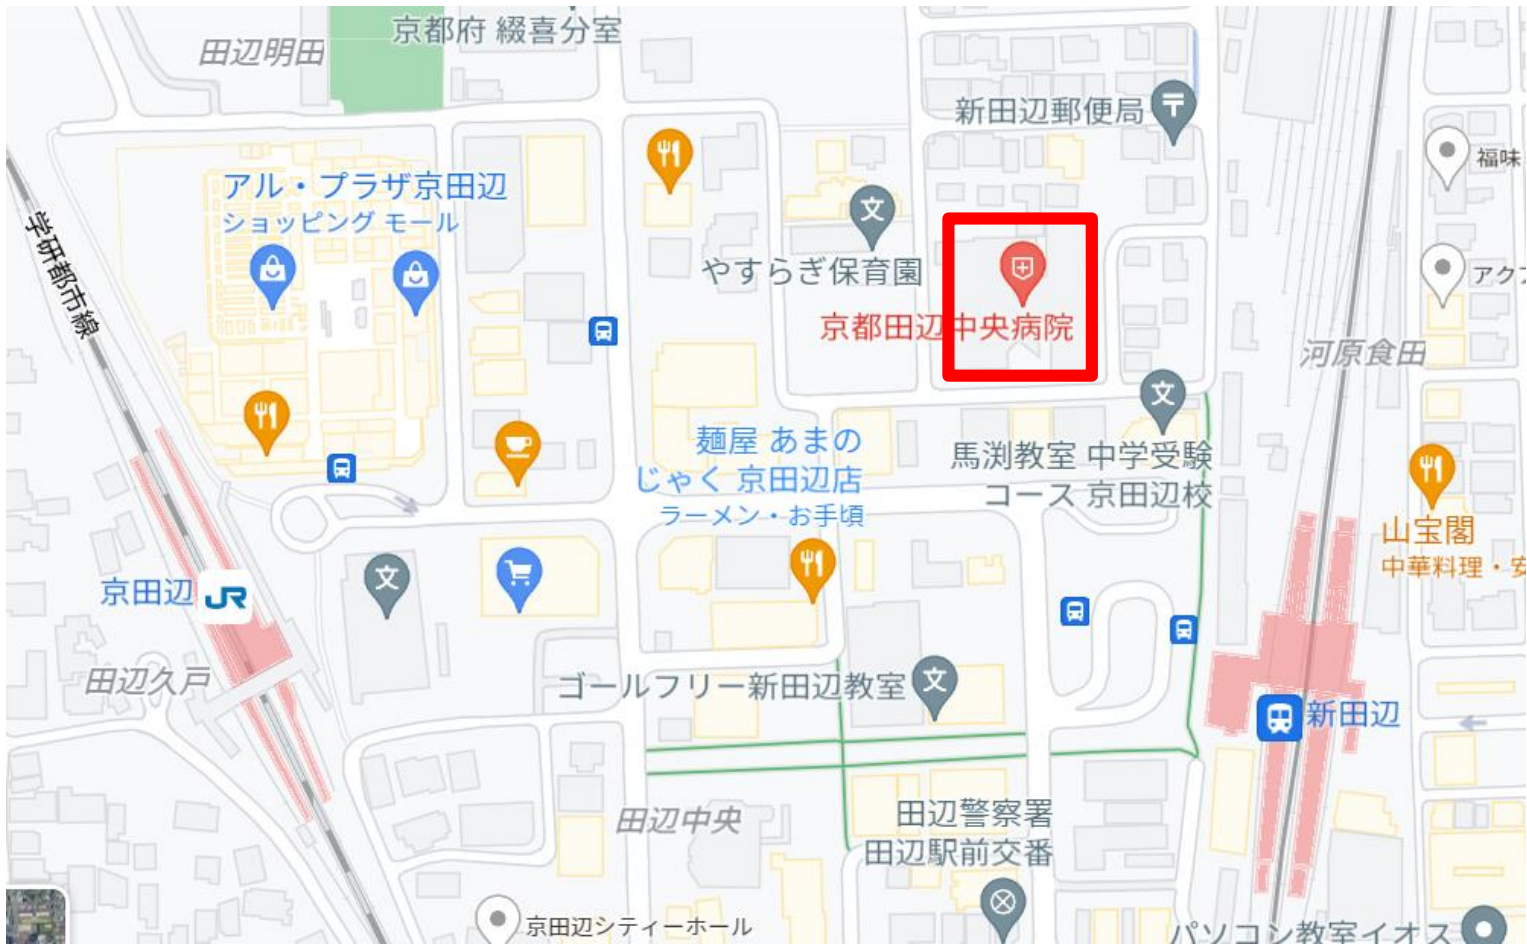 京都府 綴喜分室
田辺明田
新田辺郵便局
福味
アル・プラザ京田辺
ショッピング モール
学研都市線
やすらぎ保育園
アクア
京都田辺中央病院
河原食田
麺屋 あまの
じゃく 京田辺店
ラーメン・お手頃
馬渕教室 中学受験
コース 京田辺校
山宝閣
中華料理・安
京田辺
JR
田辺久戸
ゴールフリー新田辺教室
新田辺
田辺中央
田辺警察署
田辺駅前交番
京田辺シティーホール
パソコン教室イオス